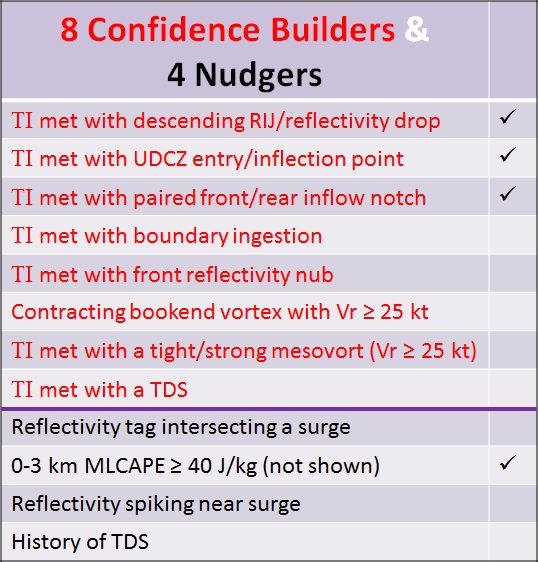 8 Confidence Builders &
4 Nudgers
TI met with descending RIJ/reflectivity drop ✓
TI met with UDCZ entry/inflection point ✓
TI met with paired front/rear inflow notch ✓
TI met with boundary ingestion
TI met with front reflectivity nub
Contracting bookend vortex with Vr ≥ 25 kt
TI met with a tight/strong mesovort (Vr ≥ 25 kt)
TI met with a TDS
Reflectivity tag intersecting a surge
0-3 km MLCAPE ≥ 40 J/kg (not shown) ✓
Reflectivity spiking near surge
History of TDS